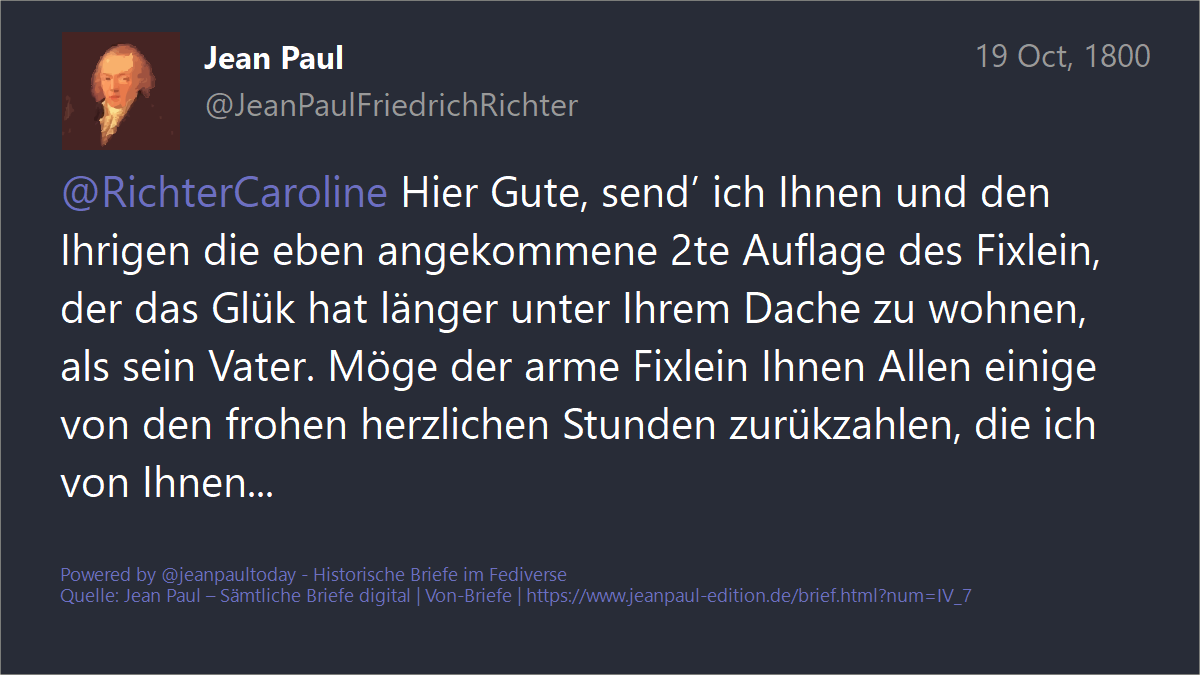 Jean Paul
19 Oct, 1800
@JeanPaulFriedrichRichter
@RichterCaroline Hier Gute, send’ ich Ihnen und den
Ihrigen die eben angekommene 2te Auflage des Fixlein,
der das Glük hat länger unter Ihrem Dache zu wohnen,
als sein Vater. Möge der arme Fixlein Ihnen Allen einige
von den frohen herzlichen Stunden zurükzahlen, die ich
von Ihnen...
Powered by @jeanpaultoday - Historische Briefe im Fediverse
Quelle: Jean Paul – Sämtliche Briefe digital | Von-Briefe | https://www.jeanpaul-edition.de/brief.html?num=IV_7